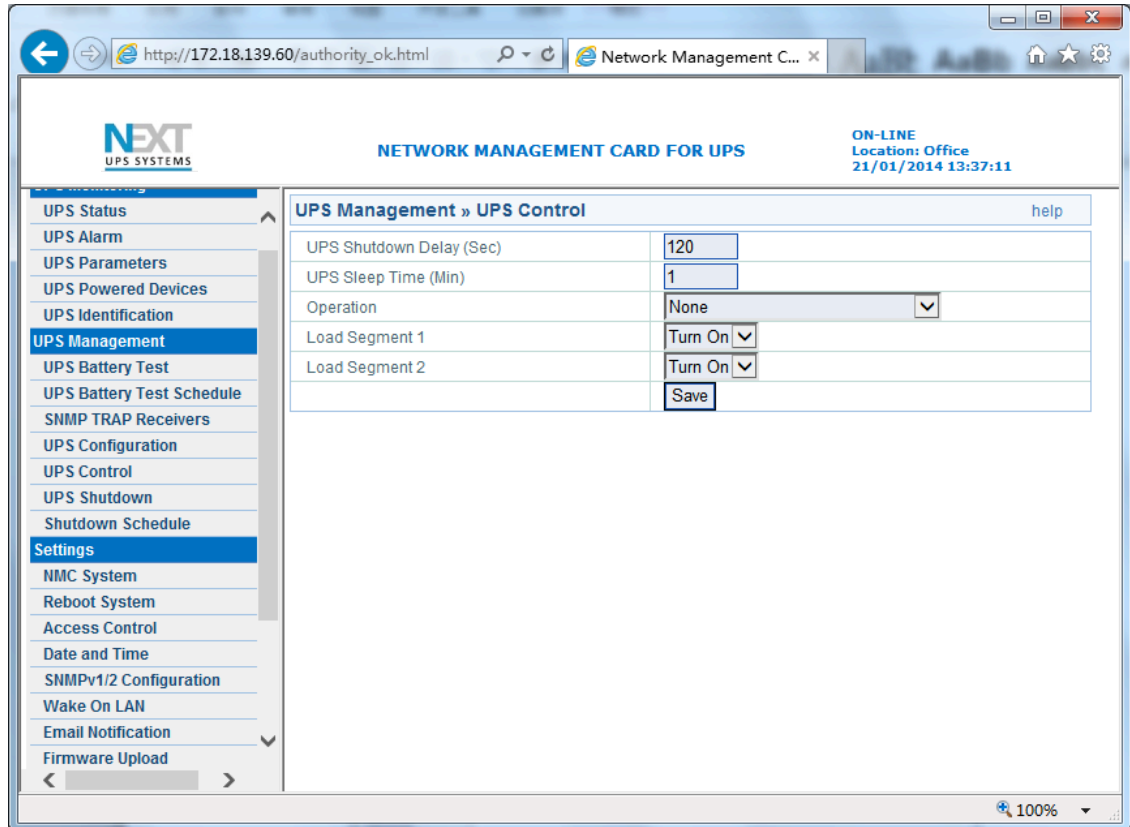 http://172.18.139.60/authority_ok.html
Network Management C...
NEXT
UPS SYSTEMS
NETWORK MANAGEMENT CARD FOR UPS
ON-LINE
Location: Office
21/01/2014 13:37:11
UPS Status
UPS Alarm
UPS Parameters
UPS Powered Devices
UPS Identification
UPS Management
UPS Battery Test
UPS Battery Test Schedule
SNMP TRAP Receivers
UPS Configuration
UPS Control
UPS Shutdown
Shutdown Schedule
Settings
NMC System
Reboot System
Access Control
Date and Time
SNMPv1/2 Configuration
Wake On LAN
Email Notification
Firmware Upload
UPS Management » UPS Control help
UPS Shutdown Delay (Sec) 120
UPS Sleep Time (Min) 1
Operation None
Load Segment 1 Turn On
Load Segment 2 Turn On
Save
100%